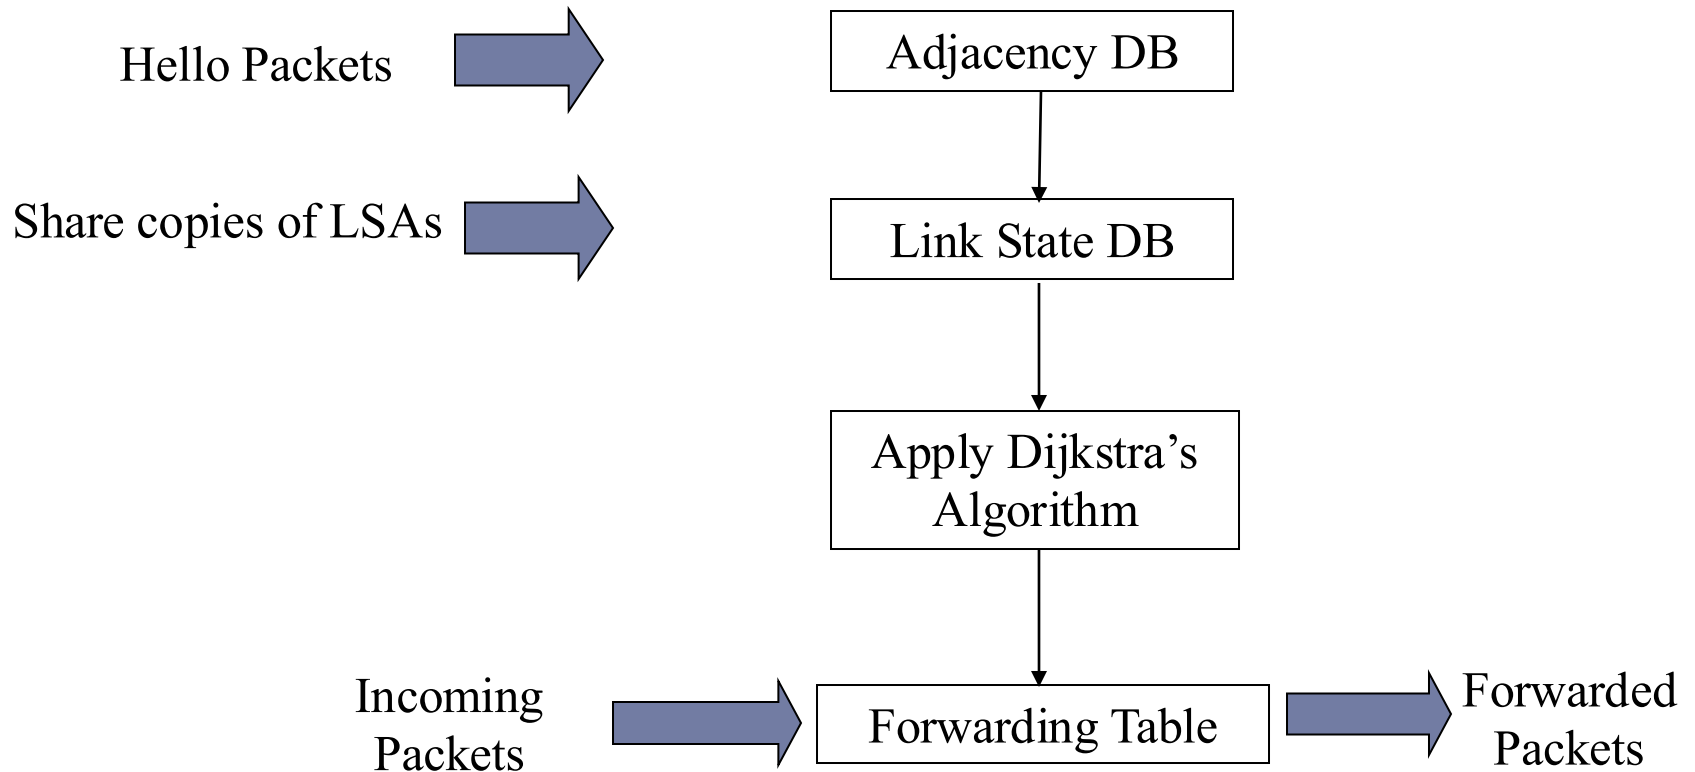 Hello Packets
Adjacency DB
Share copies of LSAs
Link State DB
Apply Dijkstra’s
Algorithm
Incoming
Packets
Forwarding Table
Forwarded
Packets